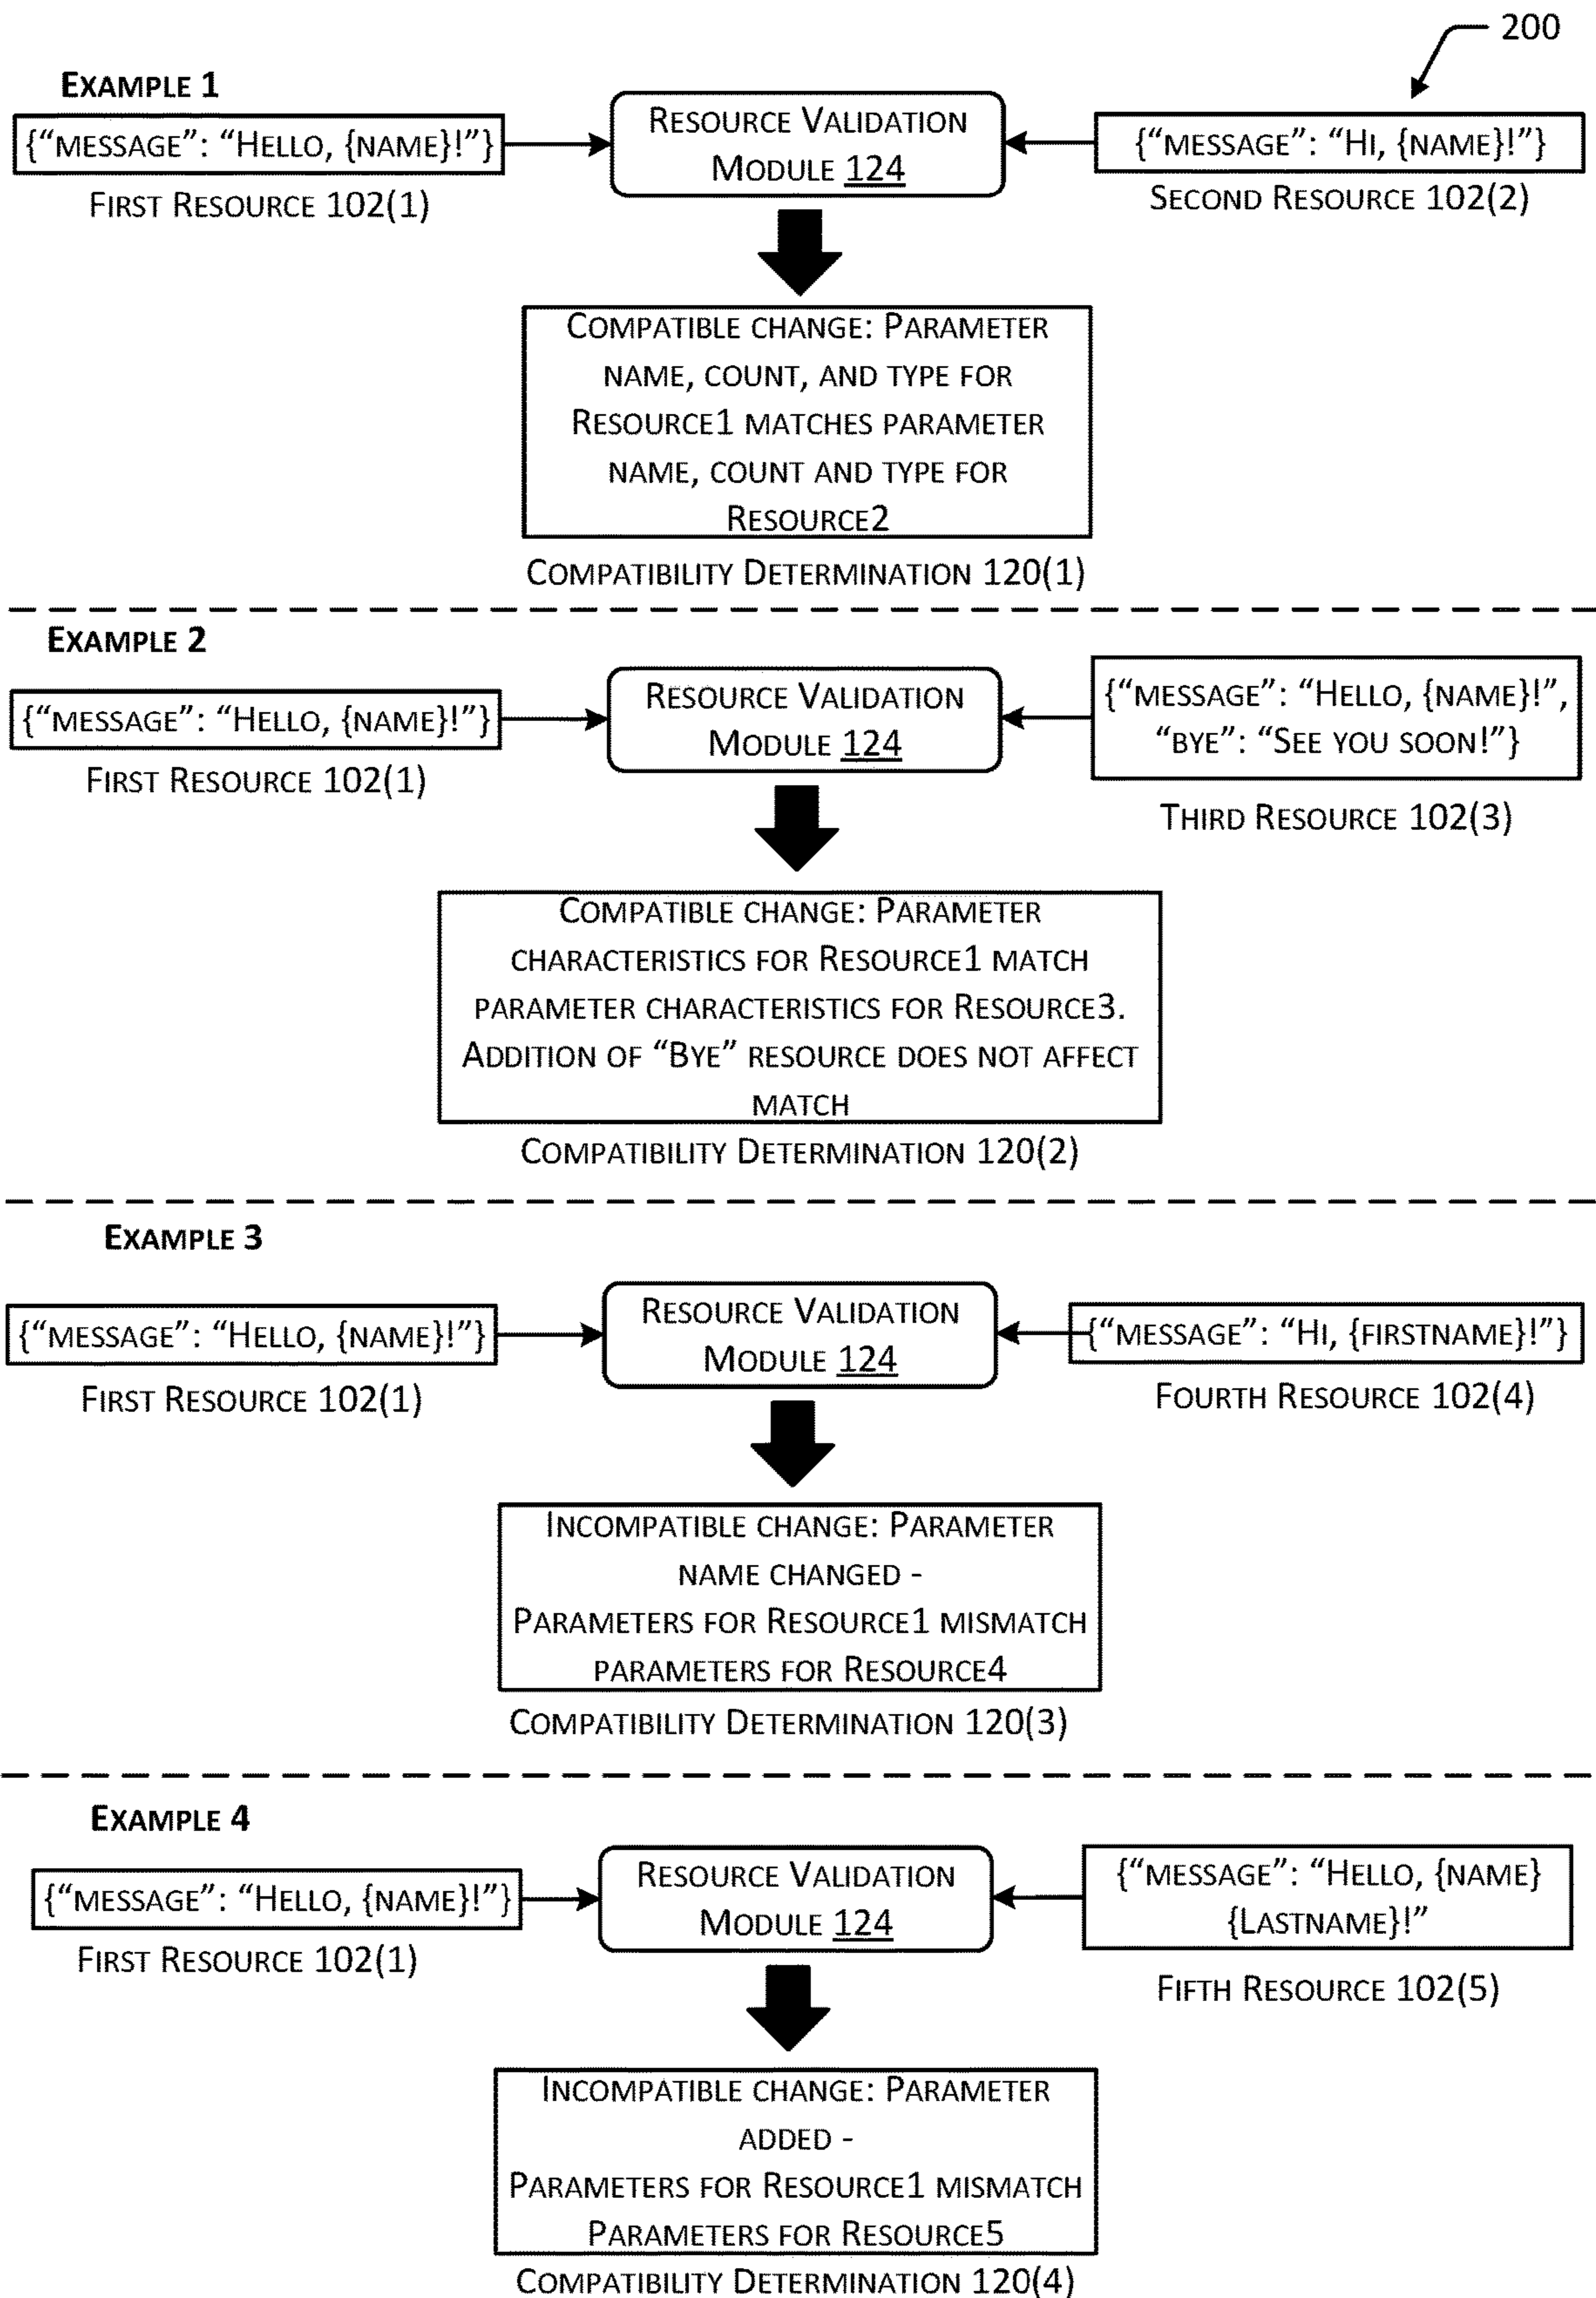 200
EXAMPLE 1
{“MESSAGE”: “HELLO, {NAME}!”}
FIRST RESOURCE 102(1)
RESOURCE VALIDATION
MODULE 124
{“MESSAGE”: “HI, {NAME}!”}
SECOND RESOURCE 102(2)
COMPATIBLE CHANGE: PARAMETER
NAME, COUNT, AND TYPE FOR
RESOURCE1 MATCHES PARAMETER
NAME, COUNT AND TYPE FOR
RESOURCE2
COMPATIBILITY DETERMINATION 120(1)
EXAMPLE 2
{“MESSAGE”: “HELLO, {NAME}!”}
FIRST RESOURCE 102(1)
RESOURCE VALIDATION
MODULE 124
{“MESSAGE”: “HELLO, {NAME}!”,
“BYE”: “SEE YOU SOON!”}
THIRD RESOURCE 102(3)
COMPATIBLE CHANGE: PARAMETER
CHARACTERISTICS FOR RESOURCE1 MATCH
PARAMETER CHARACTERISTICS FOR RESOURCE3.
ADDITION OF “BYE” RESOURCE DOES NOT AFFECT
MATCH
COMPATIBILITY DETERMINATION 120(2)
EXAMPLE 3
{“MESSAGE”: “HELLO, {NAME}!”}
FIRST RESOURCE 102(1)
RESOURCE VALIDATION
MODULE 124
{“MESSAGE”: “HI, {FIRSTNAME}!”}
FOURTH RESOURCE 102(4)
INCOMPATIBLE CHANGE: PARAMETER
NAME CHANGED -
PARAMETERS FOR RESOURCE1 MISMATCH
PARAMETERS FOR RESOURCE4
COMPATIBILITY DETERMINATION 120(3)
EXAMPLE 4
{“MESSAGE”: “HELLO, {NAME}!”}
FIRST RESOURCE 102(1)
RESOURCE VALIDATION
MODULE 124
{“MESSAGE”: “HELLO, {NAME}
{LASTNAME}!”
FIFTH RESOURCE 102(5)
INCOMPATIBLE CHANGE: PARAMETER
ADDED -
PARAMETERS FOR RESOURCE1 MISMATCH
PARAMETERS FOR RESOURCE5
COMPATIBILITY DETERMINATION 120(4)